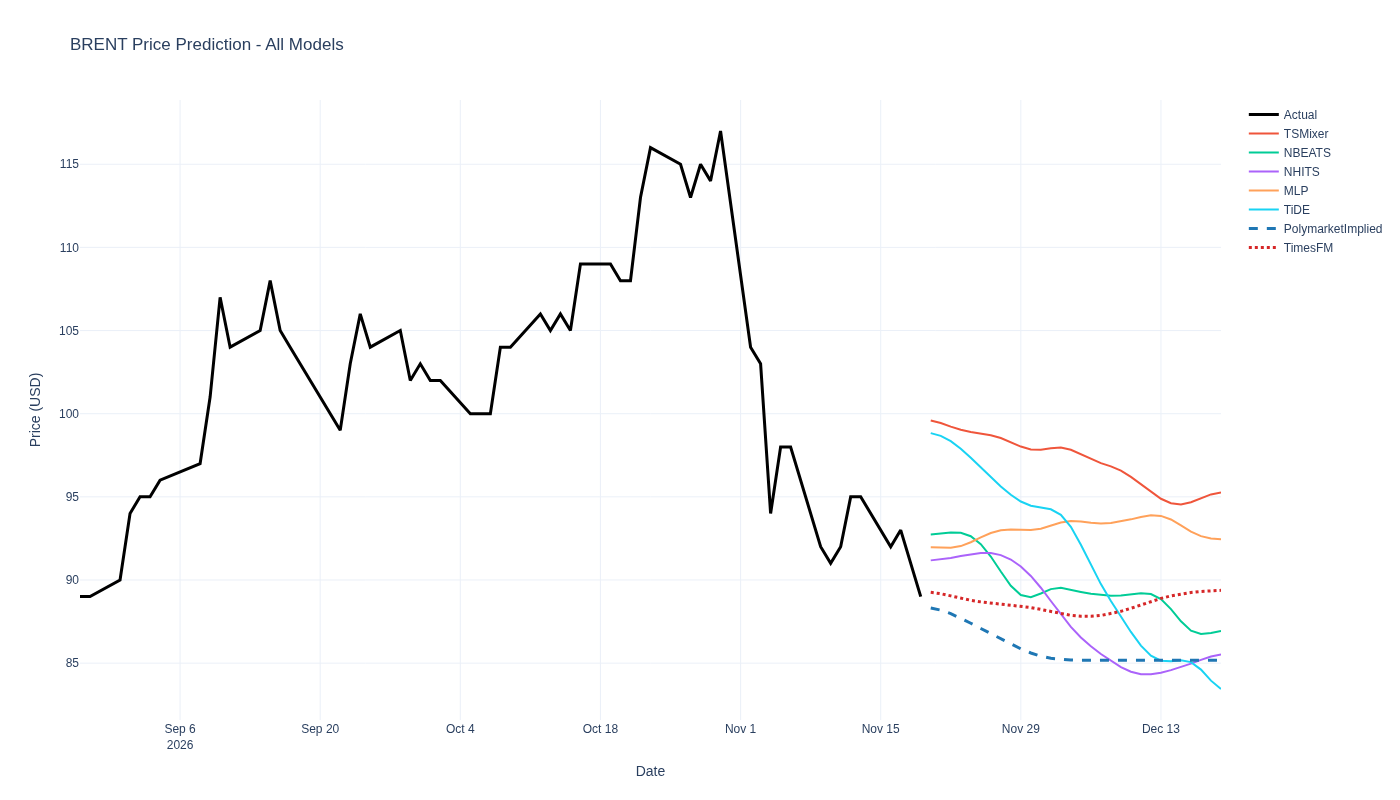 BRENT Price Prediction - All Models
Actual
TSMixer
NBEATS
NHITS
MLP
TiDE
PolymarketImplied
TimesFM
Price (USD)
115
110
105
100
95
90
85
Sep 6
2026
Sep 20
Oct 4
Oct 18
Nov 1
Nov 15
Nov 29
Dec 13
Date